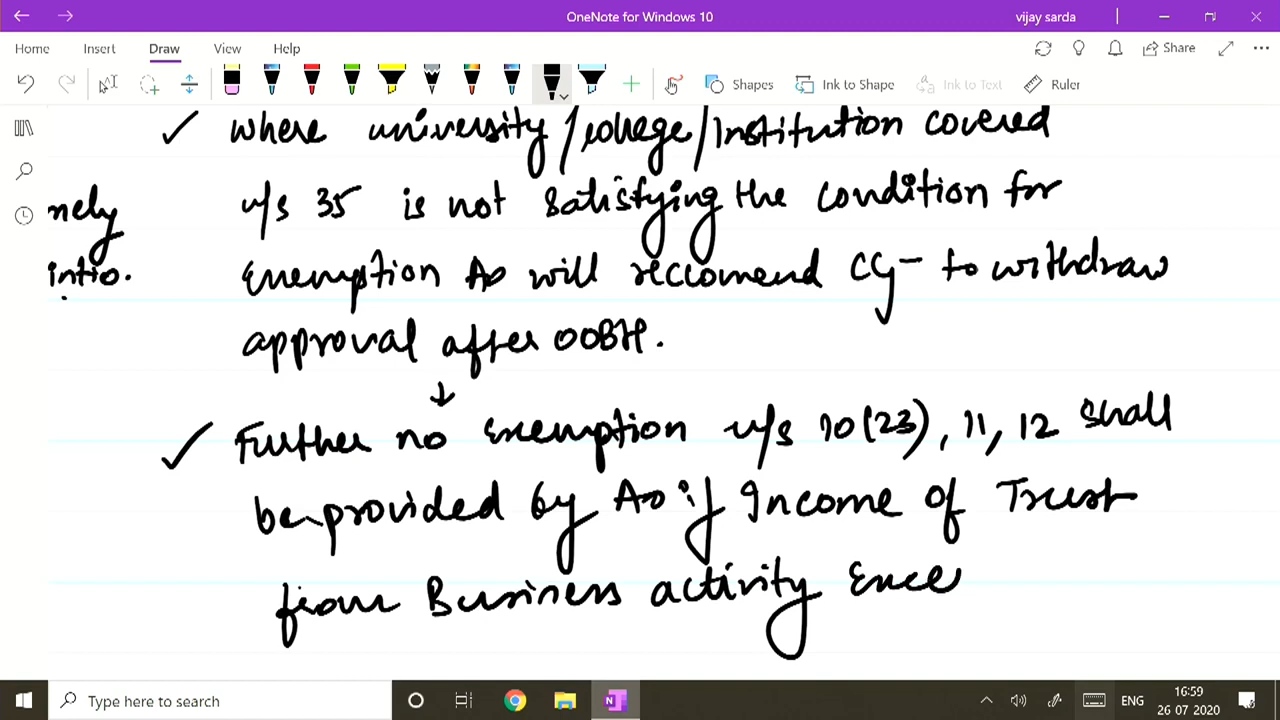 OneNote for Windows 10
vijay sarda
Home Insert Draw View Help
Share
Shapes Ink to Shape Ink to Text Ruler
✓ where university/college/Institution covered
nely u/s 35 is not satisfying the condition for
intio. Exemption AO will reccomend CG to withdraw
approval after OOBH.
↓
✓ Further no Exemption u/s 10(23), 11, 12 shall
be provided by AO if Income of Trust
from Business activity Excee
Type here to search
ENG
16:59
26-07-2020